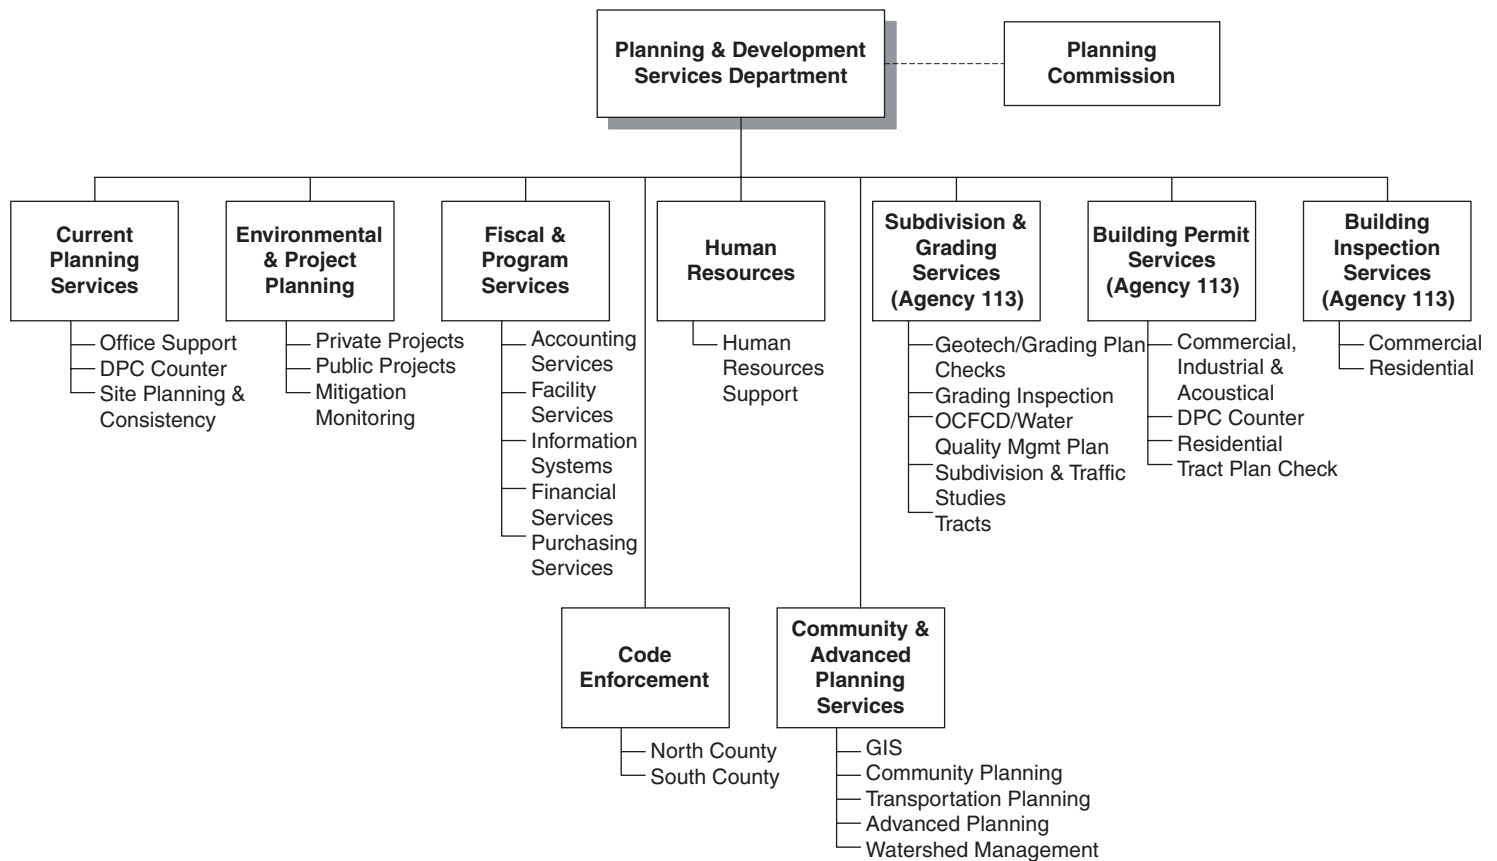 Planning & Development
Services Department
Planning
Commission
Current
Planning
Services
Office Support
DPC Counter
Site Planning &
Consistency
Environmental
& Project
Planning
Private Projects
Public Projects
Mitigation
Monitoring
Fiscal &
Program
Services
Accounting
Services
Facility
Services
Information
Systems
Financial
Services
Purchasing
Services
Human
Resources
Human
Resources
Support
Subdivision &
Grading
Services
(Agency 113)
Geotech/Grading Plan
Checks
Grading Inspection
OCFCD/Water
Quality Mgmt Plan
Subdivision & Traffic
Studies
Tracts
Building Permit
Services
(Agency 113)
Commercial,
Industrial &
Acoustical
DPC Counter
Residential
Tract Plan Check
Building
Inspection
Services
(Agency 113)
Commercial
Residential
Code
Enforcement
North County
South County
Community &
Advanced
Planning
Services
GIS
Community Planning
Transportation Planning
Advanced Planning
Watershed Management